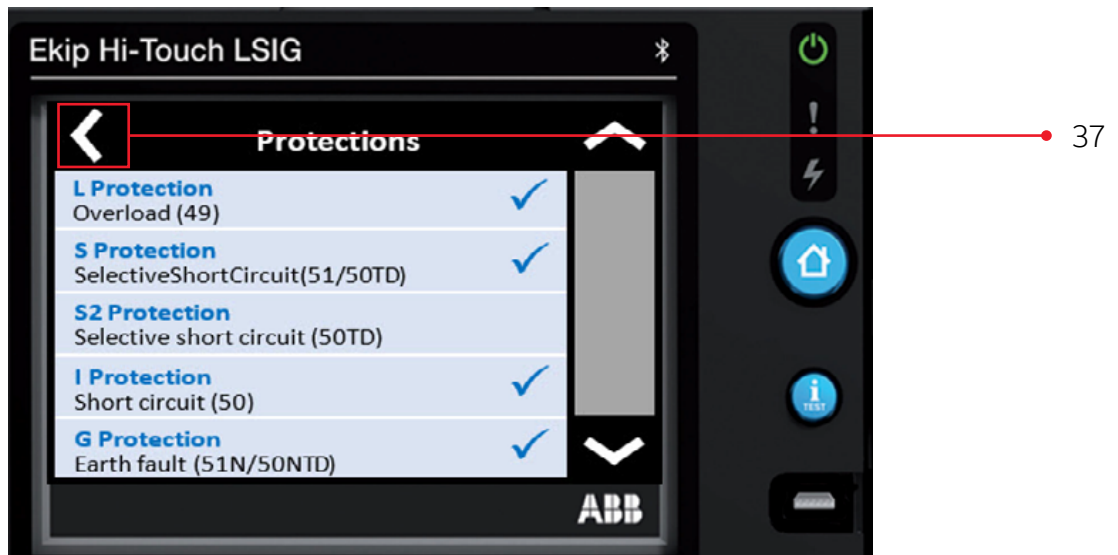 Ekip Hi-Touch LSIG
Protections
37
L Protection
Overload (49)
S Protection
SelectiveShortCircuit(51/50TD)
S2 Protection
Selective short circuit (50TD)
I Protection
Short circuit (50)
G Protection
Earth fault (51N/50NTD)
i
TEST
ABB